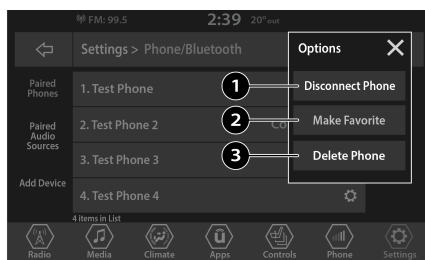 FM: 99.5 2:39 20° out
Settings > Phone/Bluetooth
Options X
Paired
Phones
1. Test Phone
1 Disconnect Phone
Paired
Audio
Sources
2. Test Phone 2 Co
2 Make Favorite
3. Test Phone 3
3 Delete Phone
Add Device
4. Test Phone 4
4 items in List
Radio Media Climate Apps Controls Phone Settings